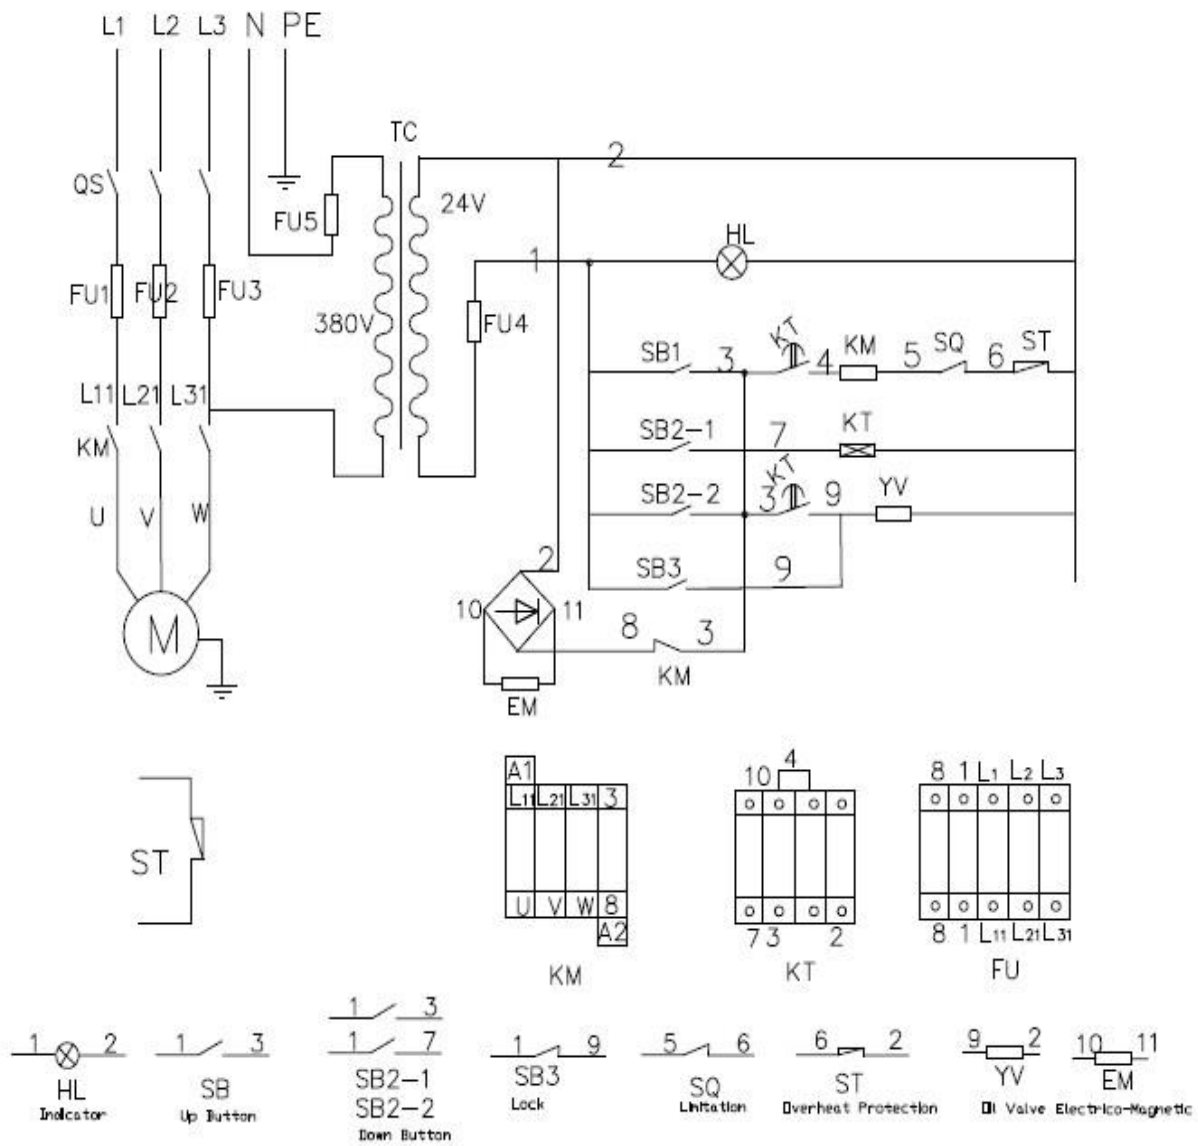 L1 L2 L3 N PE
TC
2
QS
FU5
24V
HL
1
FU1 FU2 FU3
380V
FU4
SB1 3 KT 4 KM 5 SQ 6 ST
L11 L21 L31
KM
SB2-1 7 KT
KT
SB2-2 3 9 YV
U V W
SB3 9
2
10 11
M
8 3
KM
EM
ST
A1
L11 L21 L31 3
U V W 8
A2
KM
4
10
7 3 2
KT
8 1 L1 L2 L3
8 1 L11 L21 L31
FU
1 2
HL
Indicator
1 3
SB
Up Button
1 3
1 7
SB2-1
SB2-2
Down Button
1 9
SB3
Lock
5 6
SQ
Limitation
6 2
ST
Overheat Protection
9 2
YV
Oil Valve
10 11
EM
Electrico-Magnetic